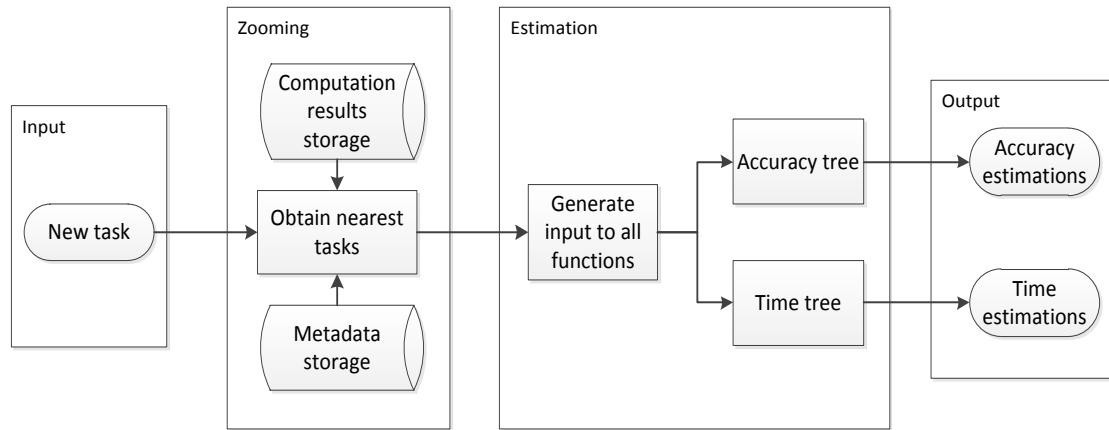 Input
New task
Zooming
Computation
results
storage
Obtain nearest
tasks
Metadata
storage
Estimation
Generate
input to all
functions
Accuracy tree
Time tree
Output
Accuracy
estimations
Time
estimations